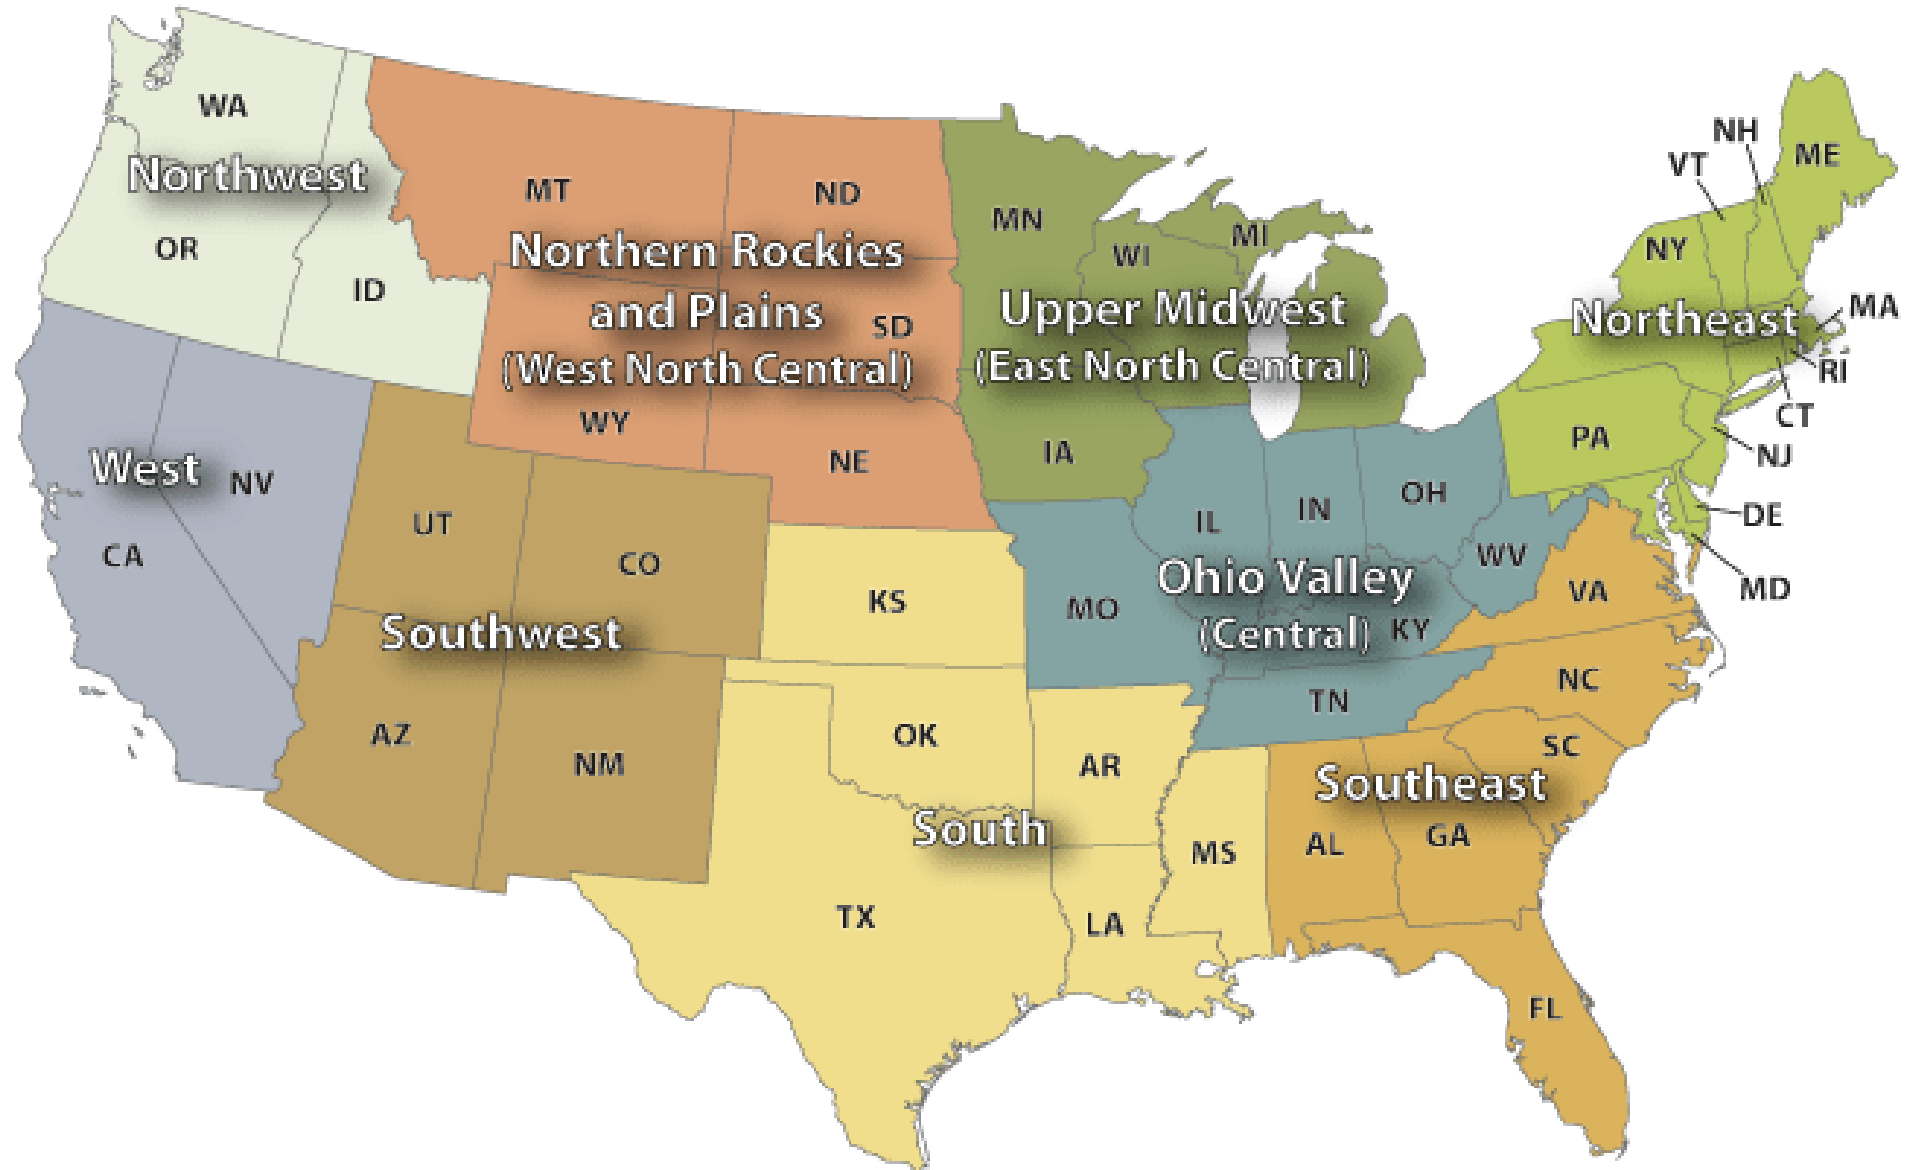 WA
Northwest
OR
ID
MT
ND
Northern Rockies
and Plains
SD
(West North Central)
WY
NE
MN
WI
MI
Upper Midwest
(East North Central)
IA
NH
VT
ME
NY
Northeast
MA
RI
CT
PA
NJ
DE
MD
West
NV
CA
UT
CO
Southwest
AZ
NM
KS
OK
AR
South
TX
LA
MS
IL
IN
OH
WV
Ohio Valley
MO
(Central)
KY
TN
VA
NC
SC
Southeast
AL
GA
FL